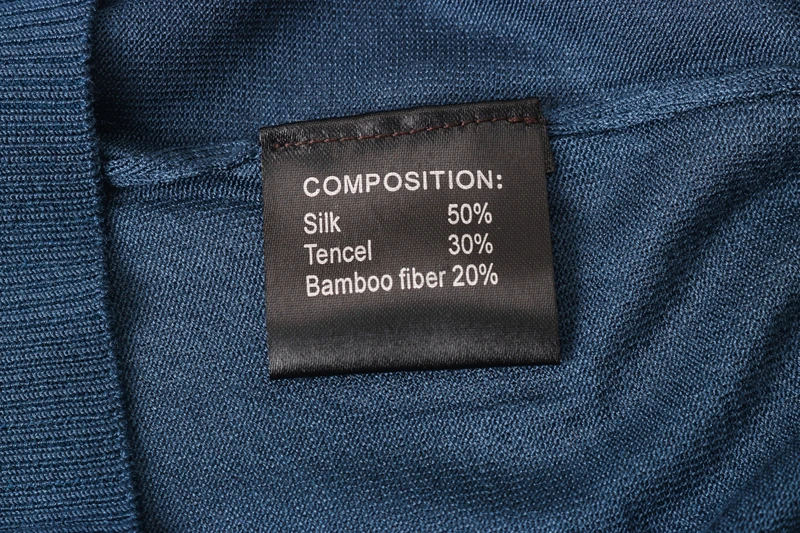 COMPOSITION:
Silk 50%
Tencel 30%
Bamboo fiber 20%